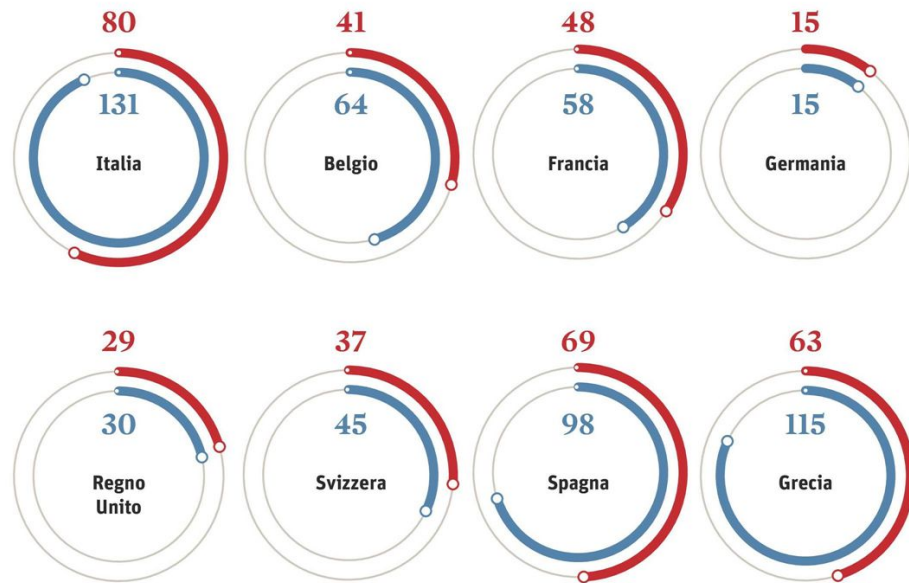 80
131
Italia
41
64
Belgio
48
58
Francia
15
15
Germania
29
30
Regno
Unito
37
45
Svizzera
69
98
Spagna
63
115
Grecia